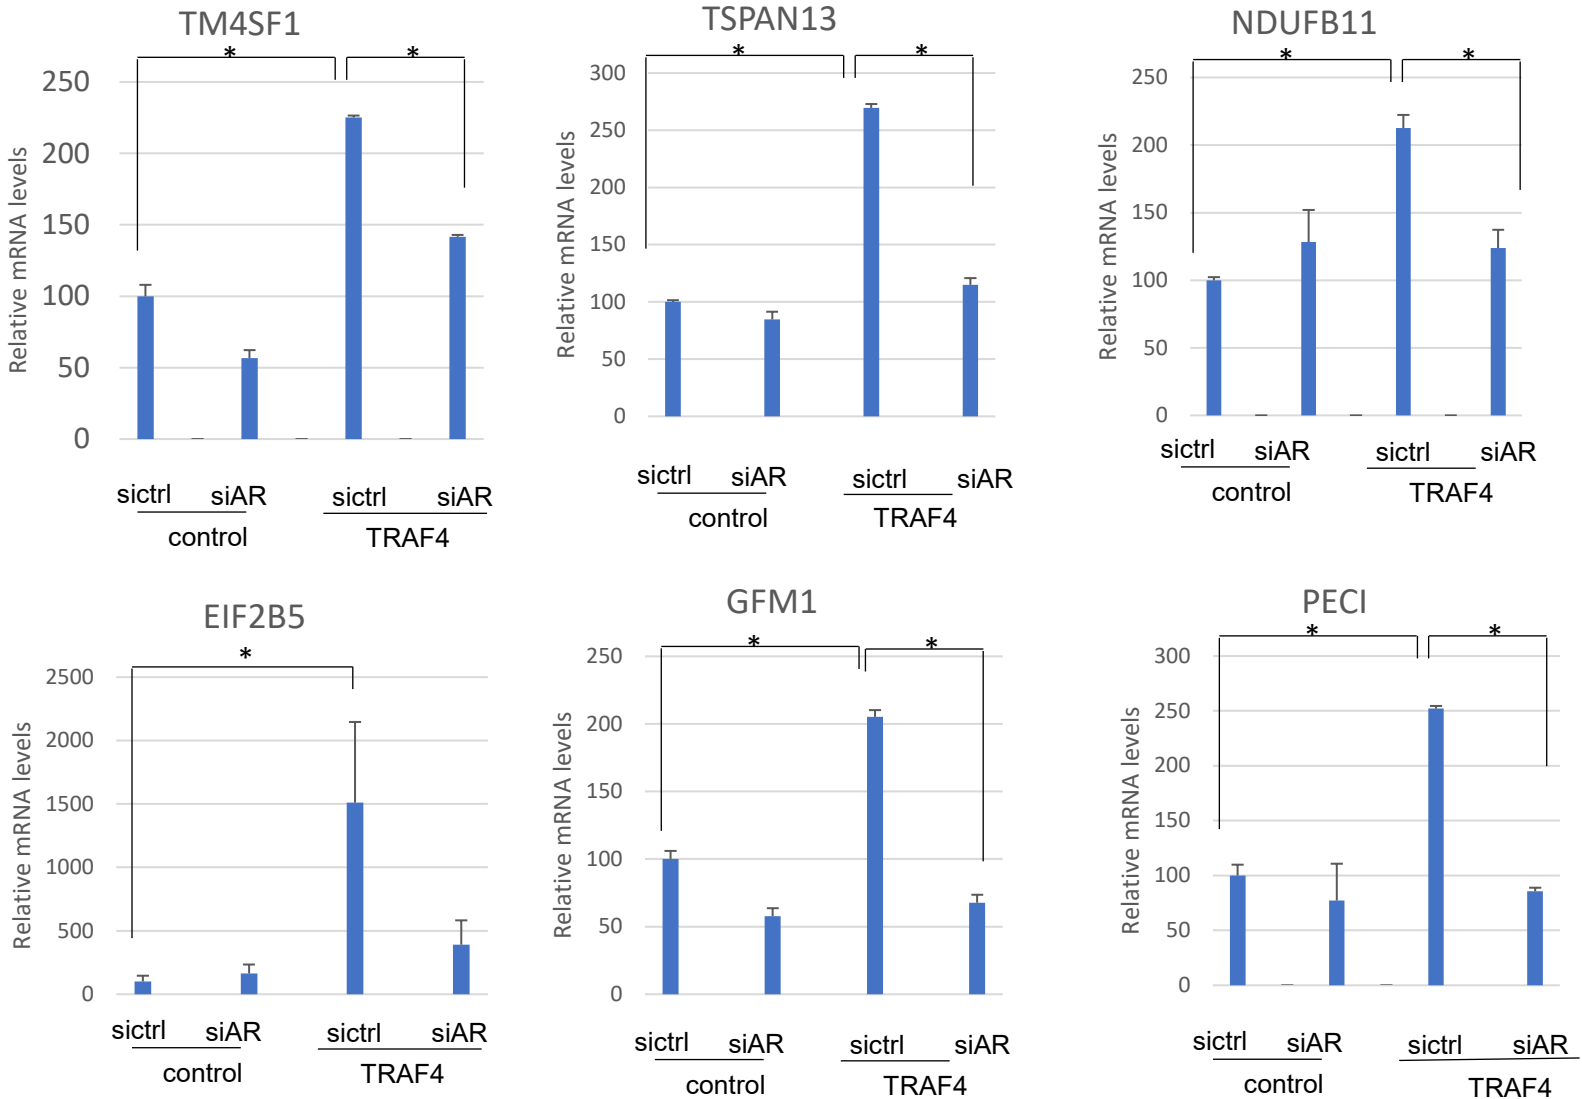 TM4SF1
* *
Relative mRNA levels
250
200
150
100
50
0
sictrl siAR sictrl siAR
control TRAF4
TSPAN13
* *
Relative mRNA levels
300
250
200
150
100
50
0
sictrl siAR sictrl siAR
control TRAF4
NDUFB11
* *
Relative mRNA levels
250
200
150
100
50
0
sictrl siAR sictrl siAR
control TRAF4
EIF2B5
*
Relative mRNA levels
2500
2000
1500
1000
500
0
sictrl siAR sictrl siAR
control TRAF4
GFM1
* *
Relative mRNA levels
250
200
150
100
50
0
sictrl siAR sictrl siAR
control TRAF4
PECI
* *
Relative mRNA levels
300
250
200
150
100
50
0
sictrl siAR sictrl siAR
control TRAF4